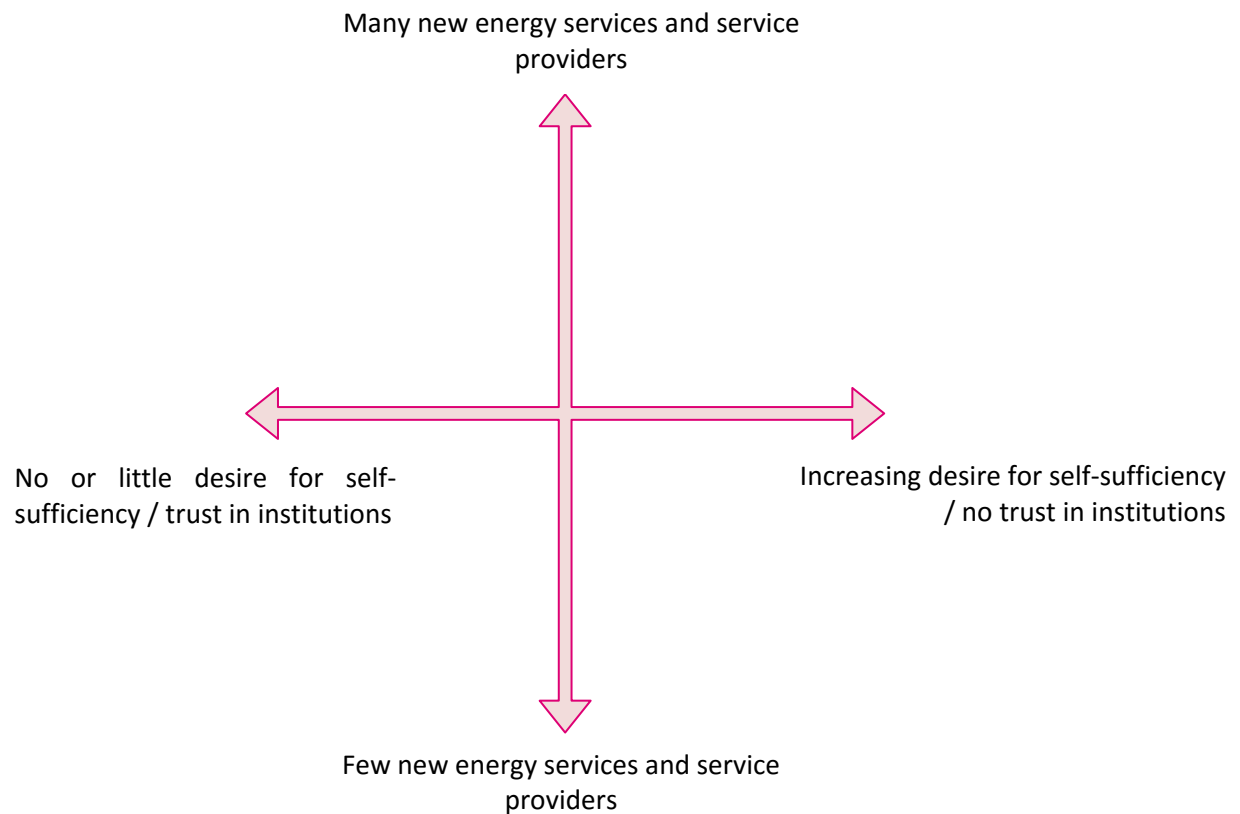 Many new energy services and service
providers
No or little desire for self-
sufficiency / trust in institutions
Increasing desire for self-sufficiency
/ no trust in institutions
Few new energy services and service
providers